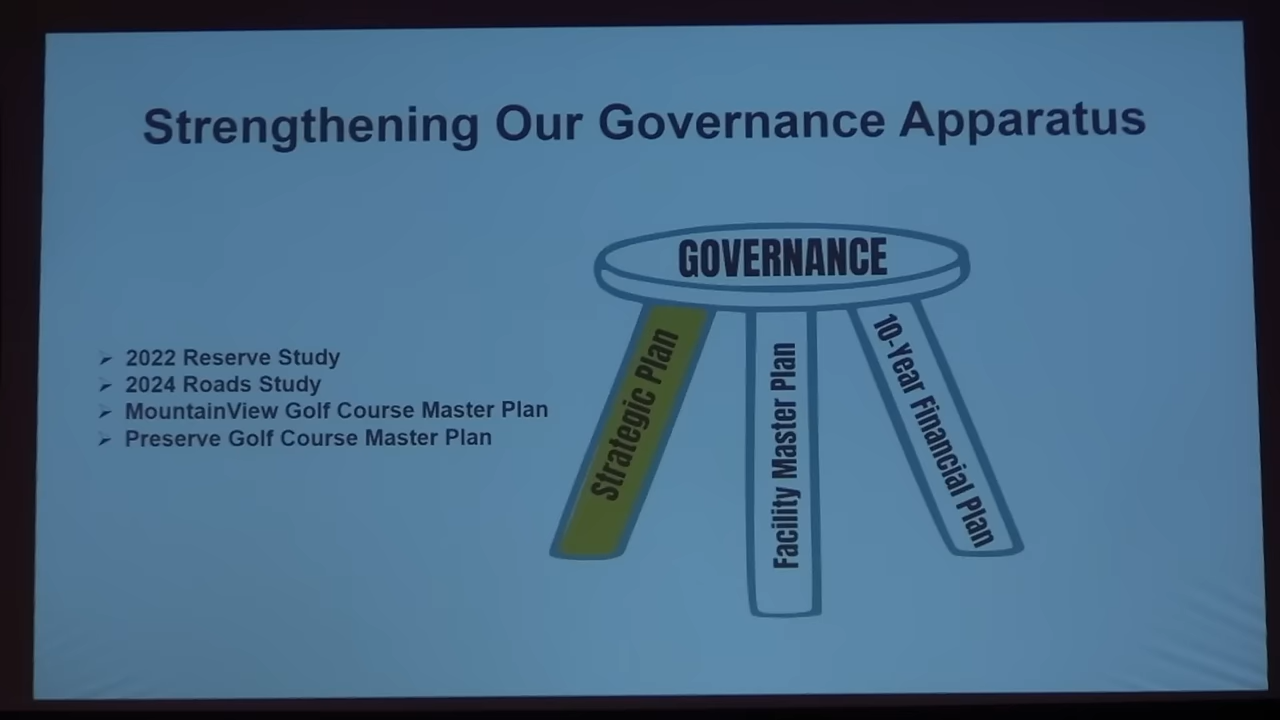 Strengthening Our Governance Apparatus
2022 Reserve Study
2024 Roads Study
MountainView Golf Course Master Plan
Preserve Golf Course Master Plan
GOVERNANCE
Strategic Plan
Facility Master Plan
10-Year Financial Plan